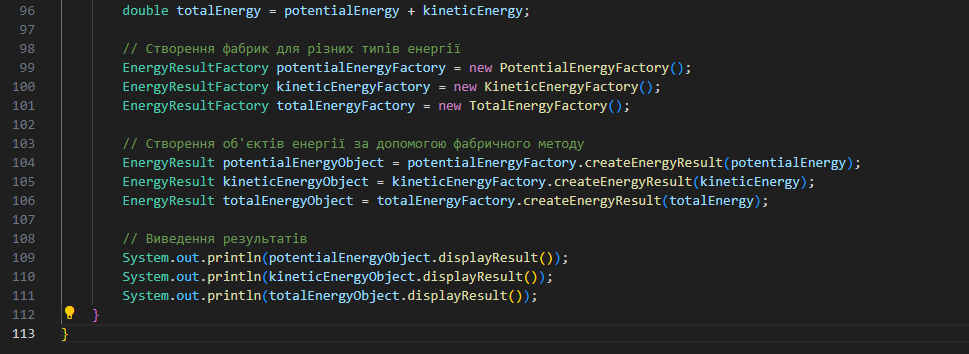 96 double totalEnergy = potentialEnergy + kineticEnergy;
97
98 // Створення фабрик для різних типів енергії
99 EnergyResultFactory potentialEnergyFactory = new PotentialEnergyFactory();
100 EnergyResultFactory kineticEnergyFactory = new KineticEnergyFactory();
101 EnergyResultFactory totalEnergyFactory = new TotalEnergyFactory();
102
103 // Створення об'єктів енергії за допомогою фабричного методу
104 EnergyResult potentialEnergyObject = potentialEnergyFactory.createEnergyResult(potentialEnergy);
105 EnergyResult kineticEnergyObject = kineticEnergyFactory.createEnergyResult(kineticEnergy);
106 EnergyResult totalEnergyObject = totalEnergyFactory.createEnergyResult(totalEnergy);
107
108 // Виведення результатів
109 System.out.println(potentialEnergyObject.displayResult());
110 System.out.println(kineticEnergyObject.displayResult());
111 System.out.println(totalEnergyObject.displayResult());
112 }
113 }